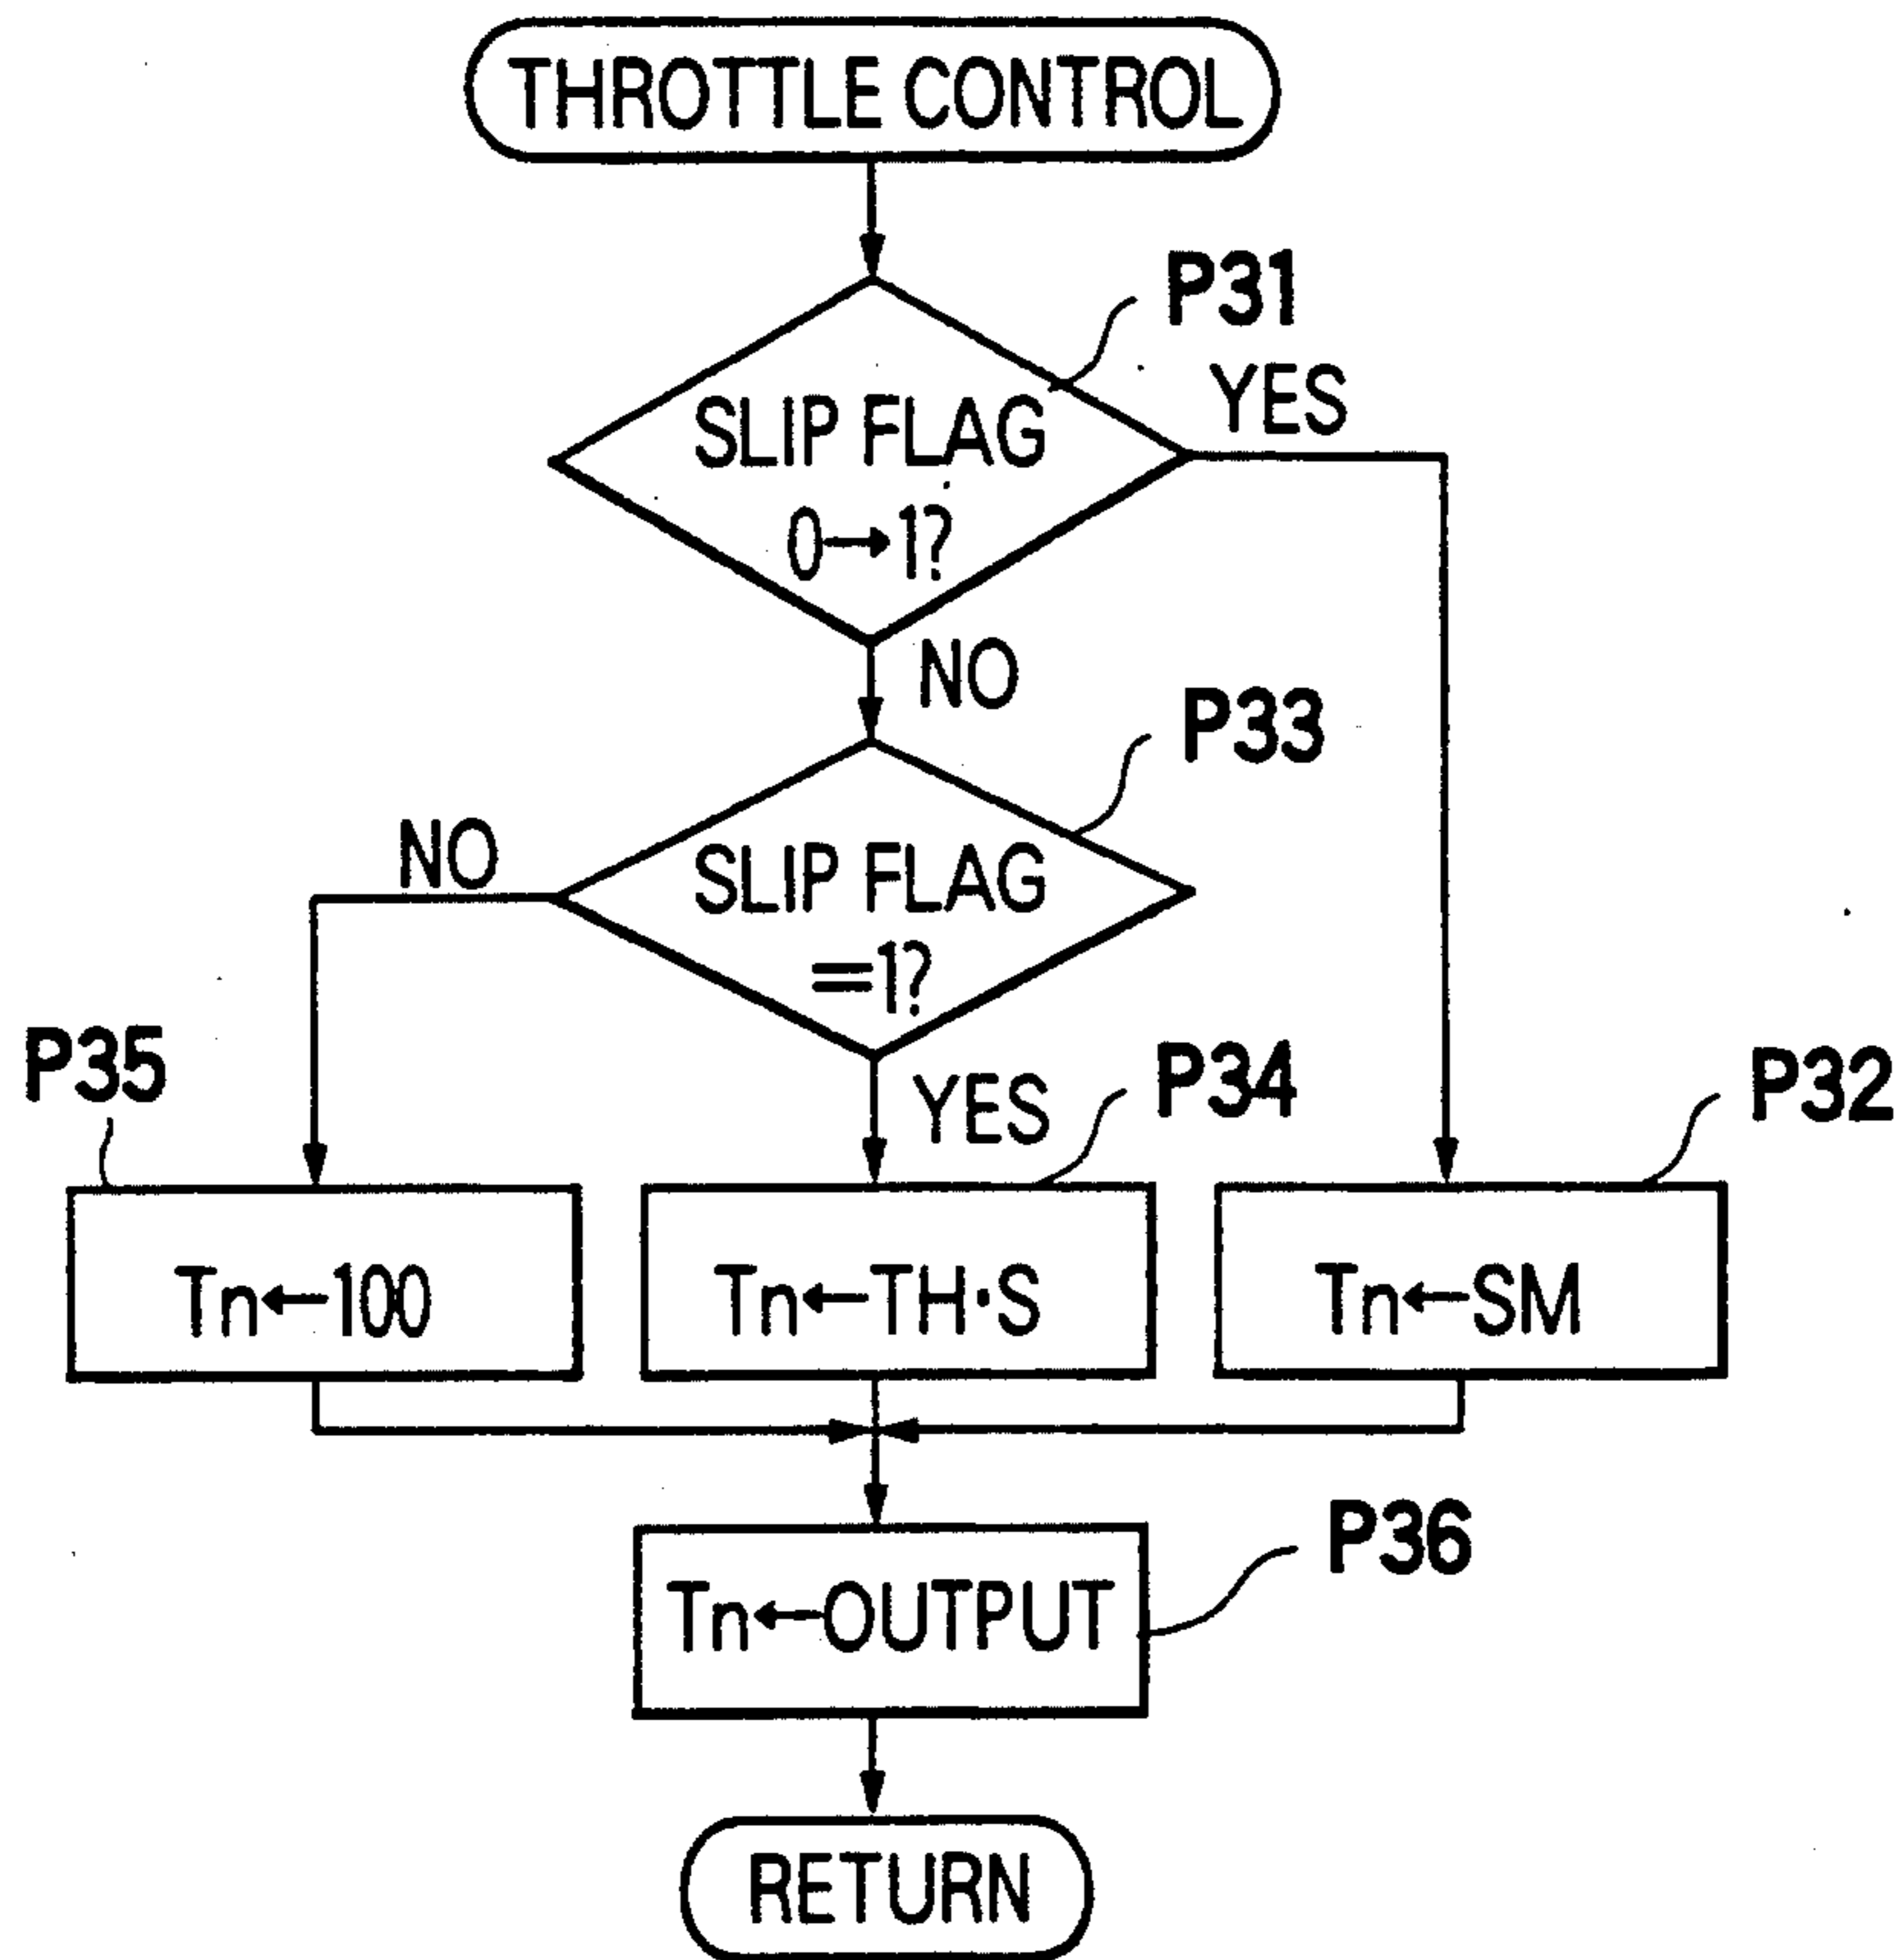 THROTTLE CONTROL
P31
YES
SLIP FLAG
0→1?
NO
P33
NO
SLIP FLAG
=1?
P35
YES
P34
P32
Tn←100
Tn←TH·S
Tn←SM
P36
Tn←OUTPUT
RETURN